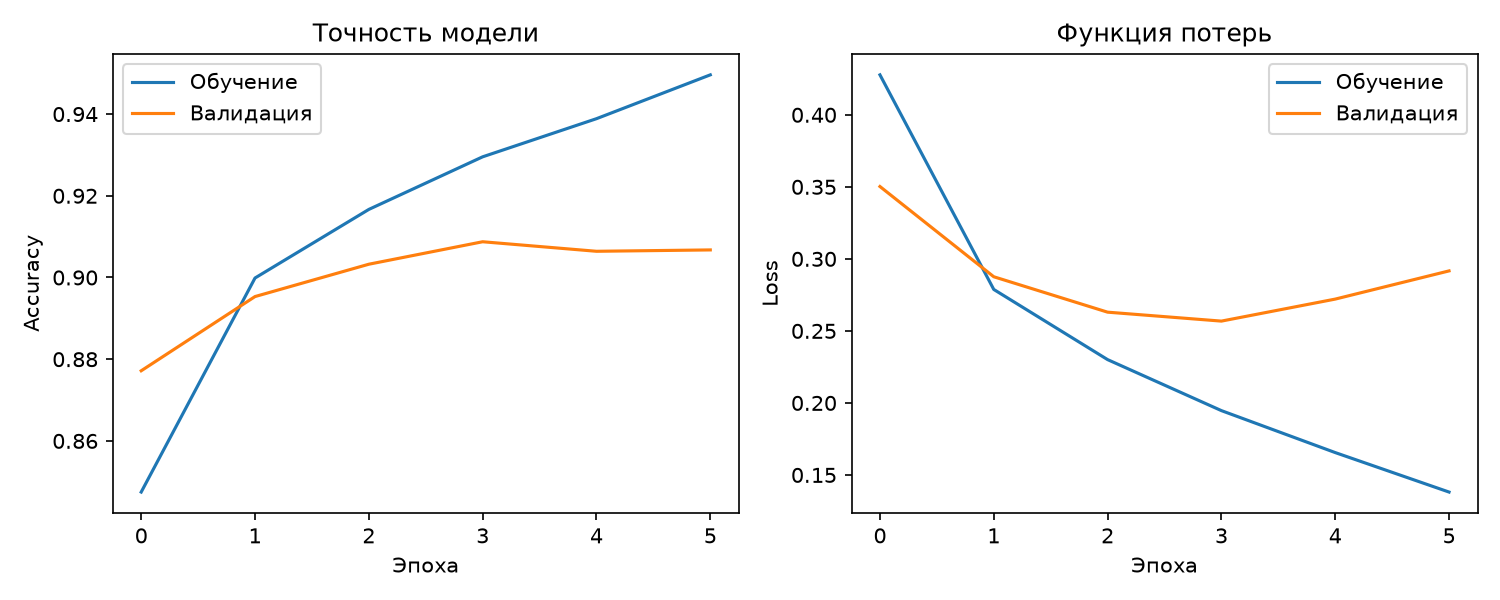 Точность модели
Обучение
Валидация
0.94
0.92
0.90
0.88
0.86
Accuracy
0 1 2 3 4 5
Эпоха
Функция потерь
Обучение
Валидация
0.40
0.35
0.30
0.25
0.20
0.15
Loss
0 1 2 3 4 5
Эпоха